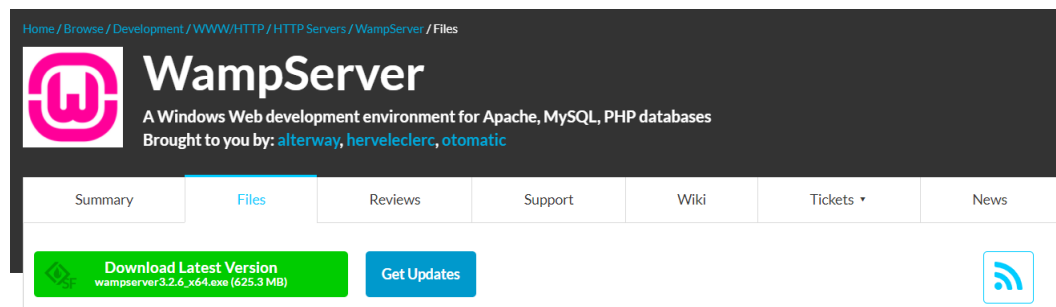 Home / Browse / Development / WWW/HTTP / HTTP Servers / WampServer / Files
WampServer
A Windows Web development environment for Apache, MySQL, PHP databases
Brought to you by: alterway, herveleclerc, otomatic
Summary Files Reviews Support Wiki Tickets ▾ News
Download Latest Version
SF wampserver3.2.6_x64.exe (625.3 MB)
Get Updates